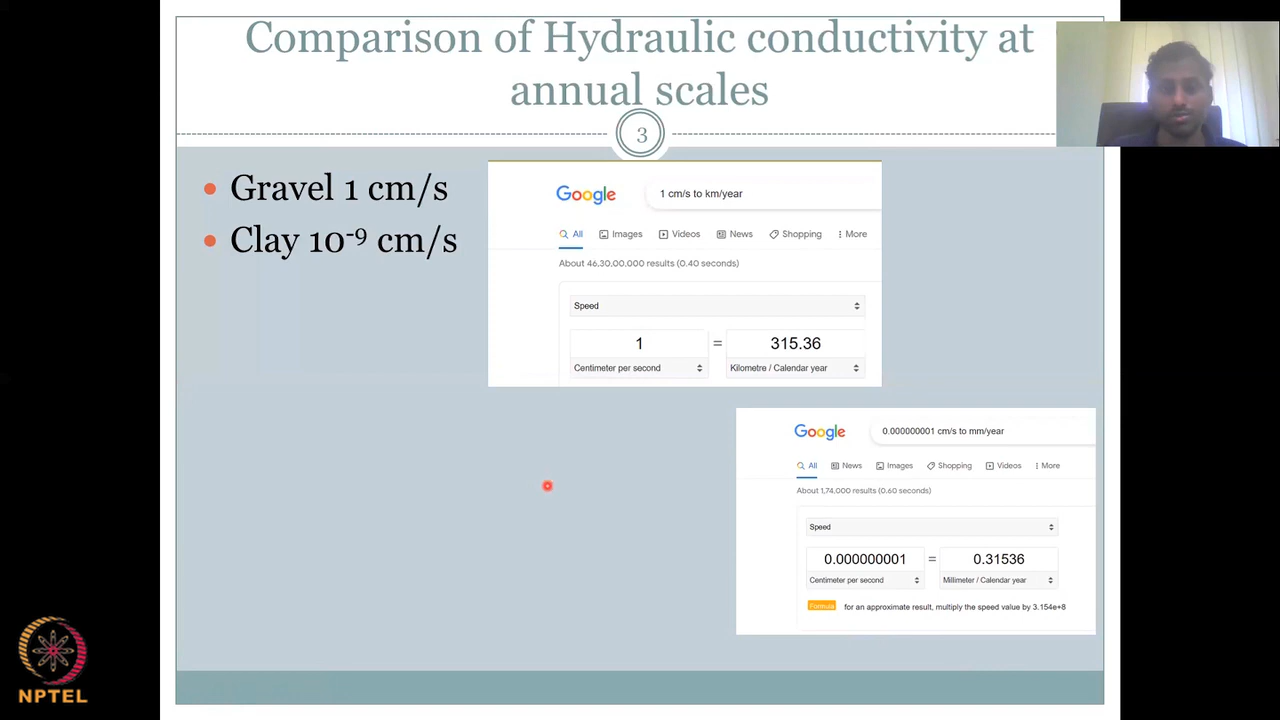 Comparison of Hydraulic conductivity at
annual scales
3
• Gravel 1 cm/s
• Clay 10⁻⁹ cm/s
Google
1 cm/s to km/year
All Images Videos News Shopping More
About 46,30,00,000 results (0.40 seconds)
Speed
1 = 315.36
Centimeter per second Kilometre / Calendar year
Google
0.000000001 cm/s to mm/year
All News Images Shopping Videos More
About 1,74,000 results (0.60 seconds)
Speed
0.000000001 = 0.31536
Centimeter per second Millimeter / Calendar year
Formula for an approximate result, multiply the speed value by 3.154e+8
NPTEL